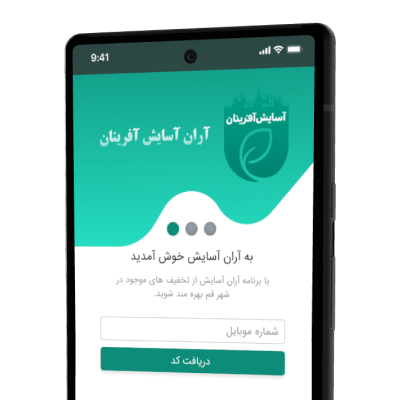 9:41
آسایش‌آفرینان
آران آسایش آفرینان
به آران آسایش خوش آمدید
با برنامه آران آسایش از تخفیف های موجود در
شهر قم بهره مند شوید.
شماره موبایل
دریافت کد